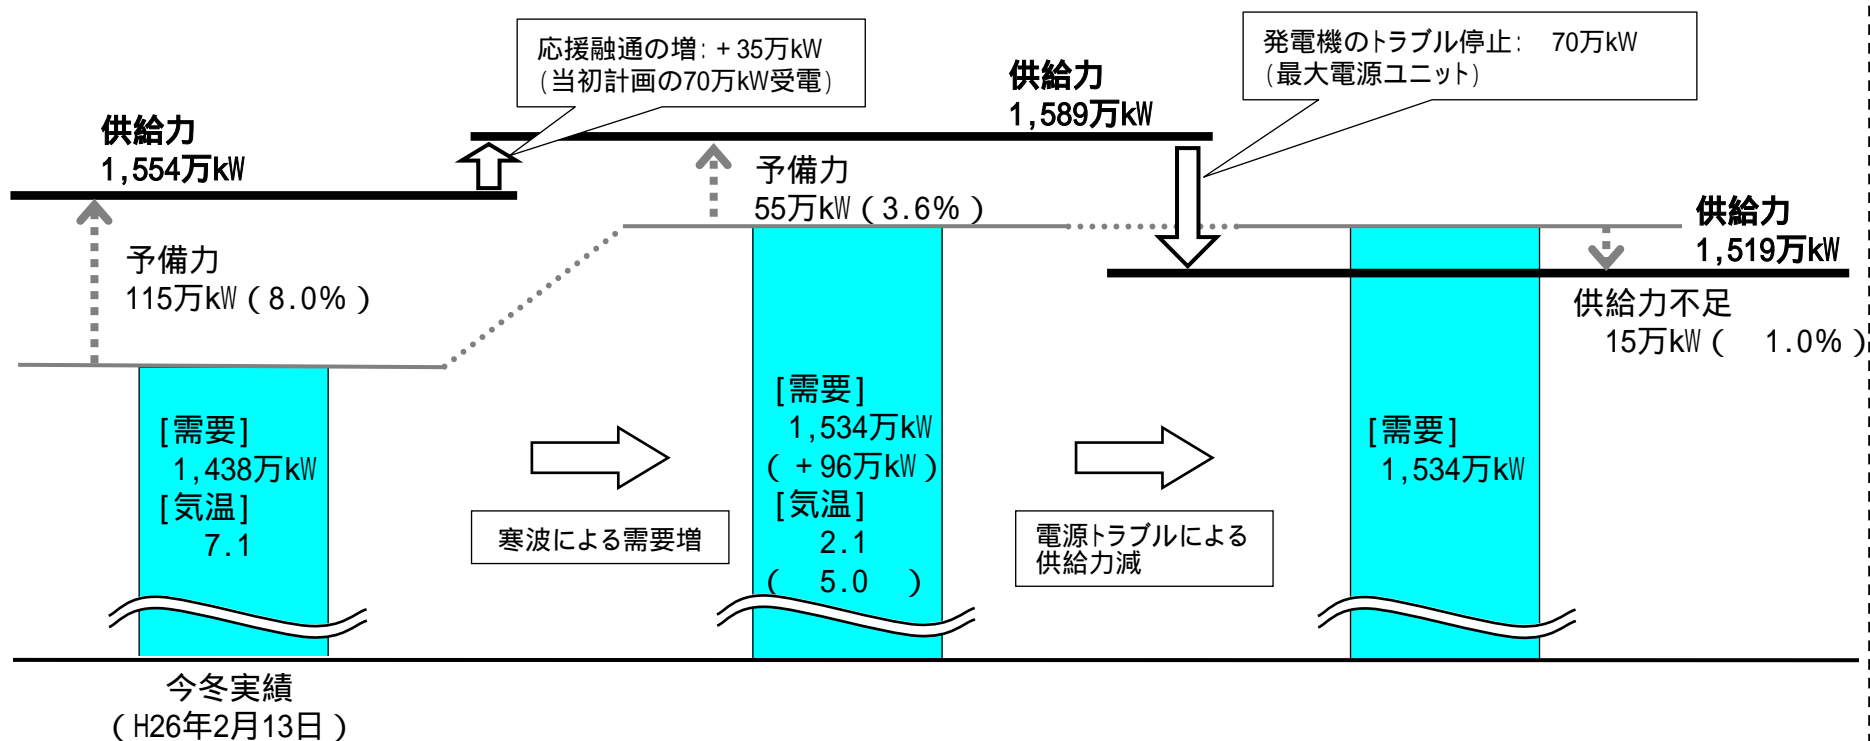 応援融通の増: +35万kW
(当初計画の70万kW受電)
発電機のトラブル停止: 70万kW
(最大電源ユニット)
供給力
1,554万kW
供給力
1,589万kW
予備力
115万kW(8.0%)
予備力
55万kW(3.6%)
供給力
1,519万kW
供給力不足
15万kW( 1.0%)
[需要]
1,438万kW
[気温]
7.1
寒波による需要増
[需要]
1,534万kW
(+96万kW)
[気温]
2.1
( 5.0 )
電源トラブルによる
供給力減
[需要]
1,534万kW
今冬実績
(H26年2月13日)